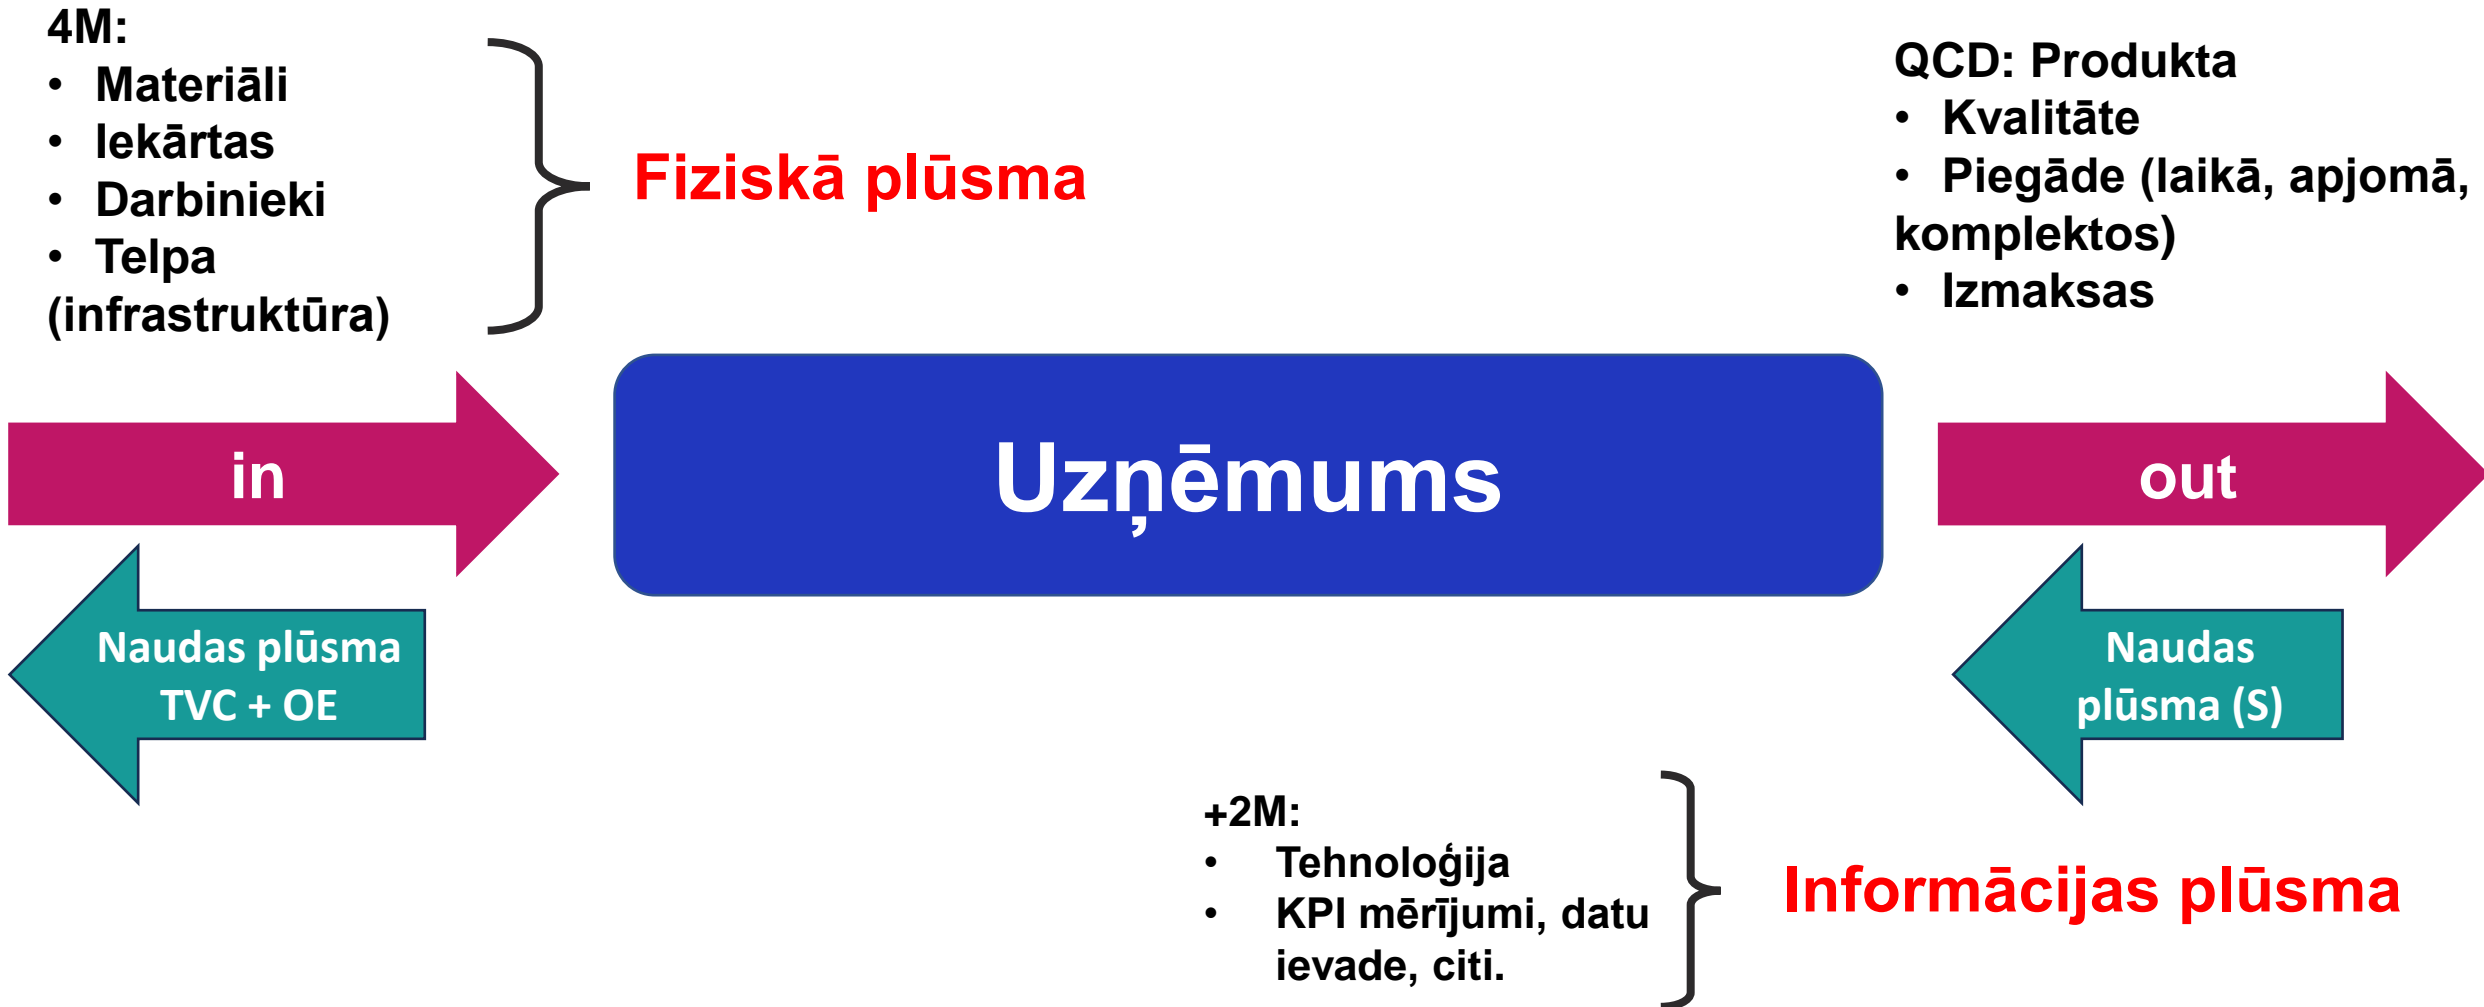 4M:
• Materiāli
• Iekārtas
• Darbinieki
• Telpa
(infrastruktūra)
Fiziskā plūsma
QCD: Produkta
• Kvalitāte
• Piegāde (laikā, apjomā,
komplektos)
• Izmaksas
in
Uzņēmums
out
Naudas plūsma
TVC + OE
Naudas
plūsma (S)
+2M:
• Tehnoloģija
• KPI mērījumi, datu
ievade, citi.
Informācijas plūsma